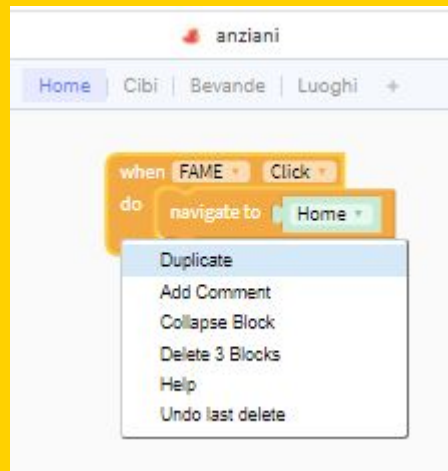 anziani
Home | Cibi | Bevande | Luoghi +
when FAME Click
do navigate to Home
Duplicate
Add Comment
Collapse Block
Delete 3 Blocks
Help
Undo last delete